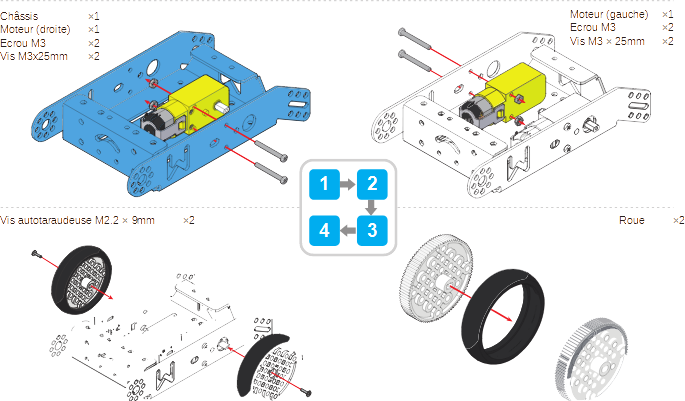 Châssis ×1
Moteur (droite) ×1
Ecrou M3 ×2
Vis M3x25mm ×2
Moteur (gauche) ×1
Ecrou M3 ×2
Vis M3 × 25mm ×2
1 2
4 3
Vis autotaraudeuse M2.2 × 9mm ×2
Roue ×2